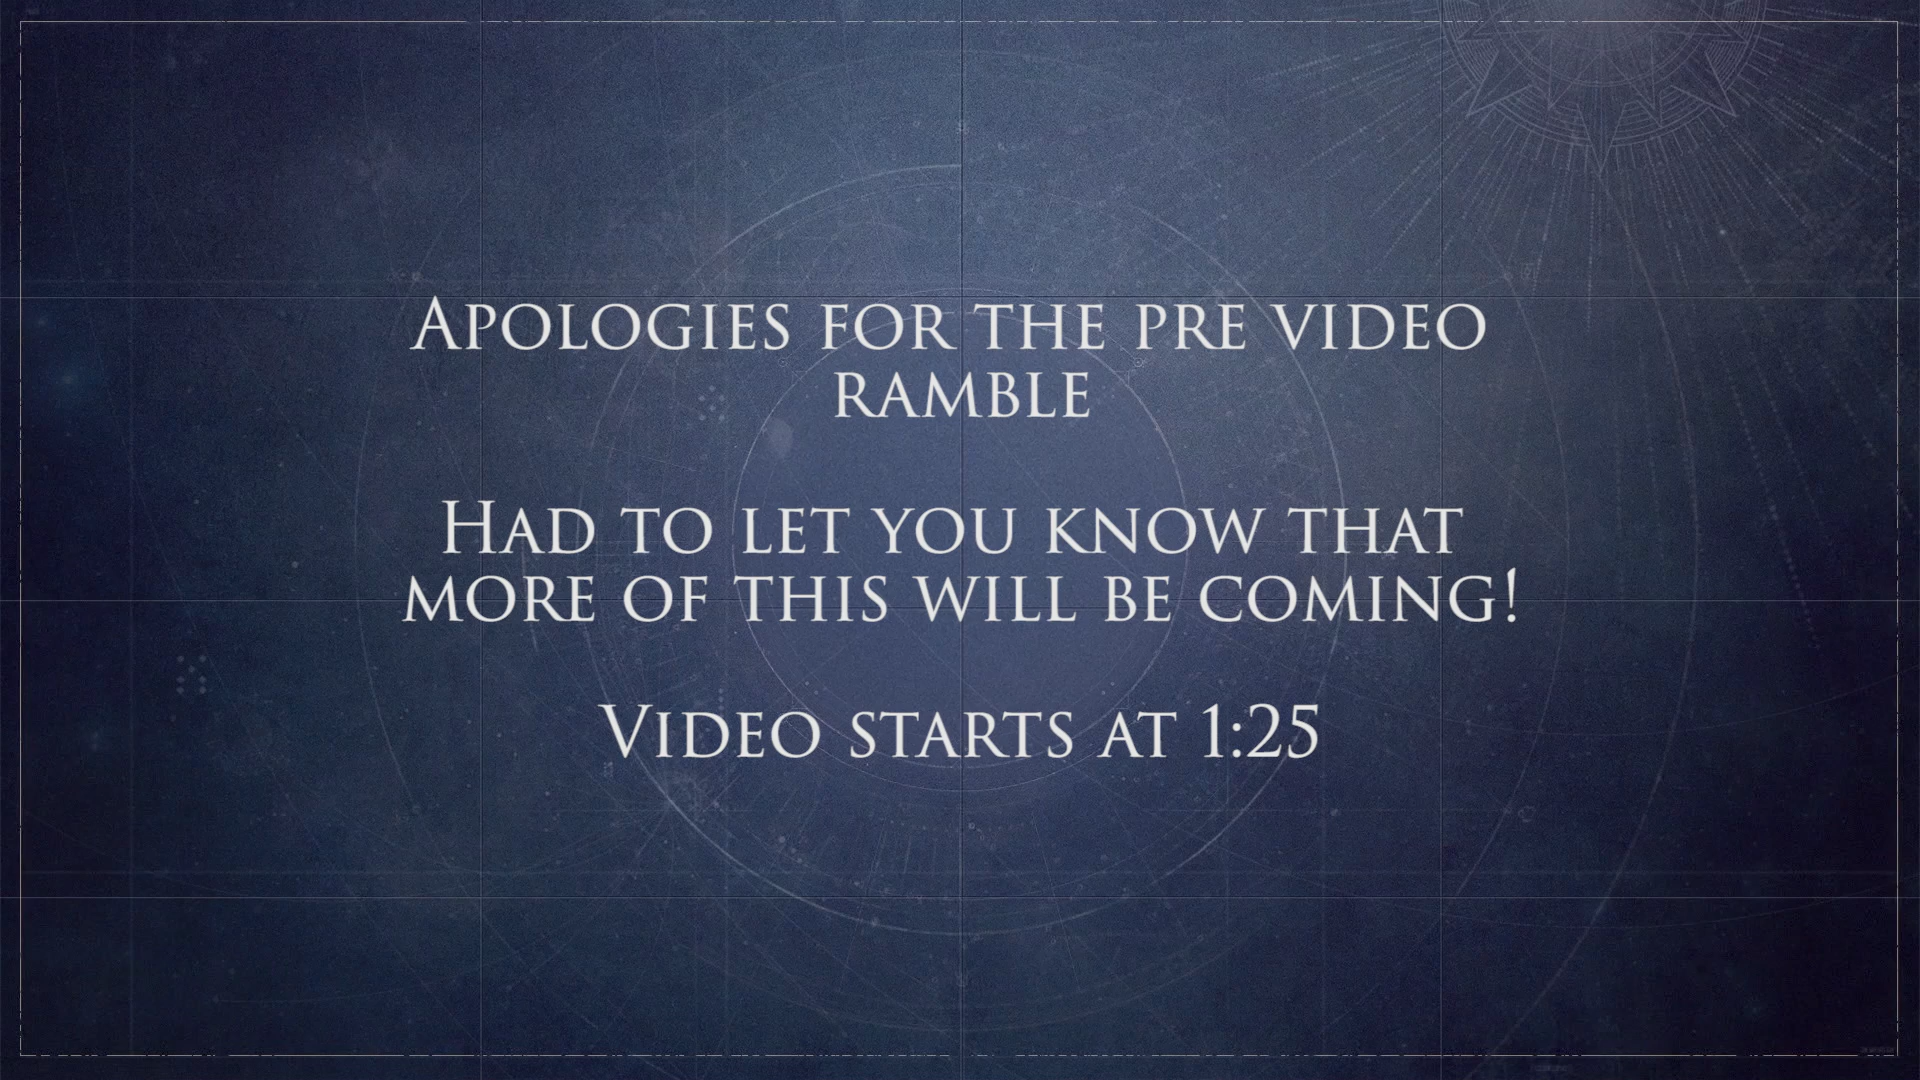 Apologies for the pre video
ramble
Had to let you know that
more of this will be coming!
Video starts at 1:25